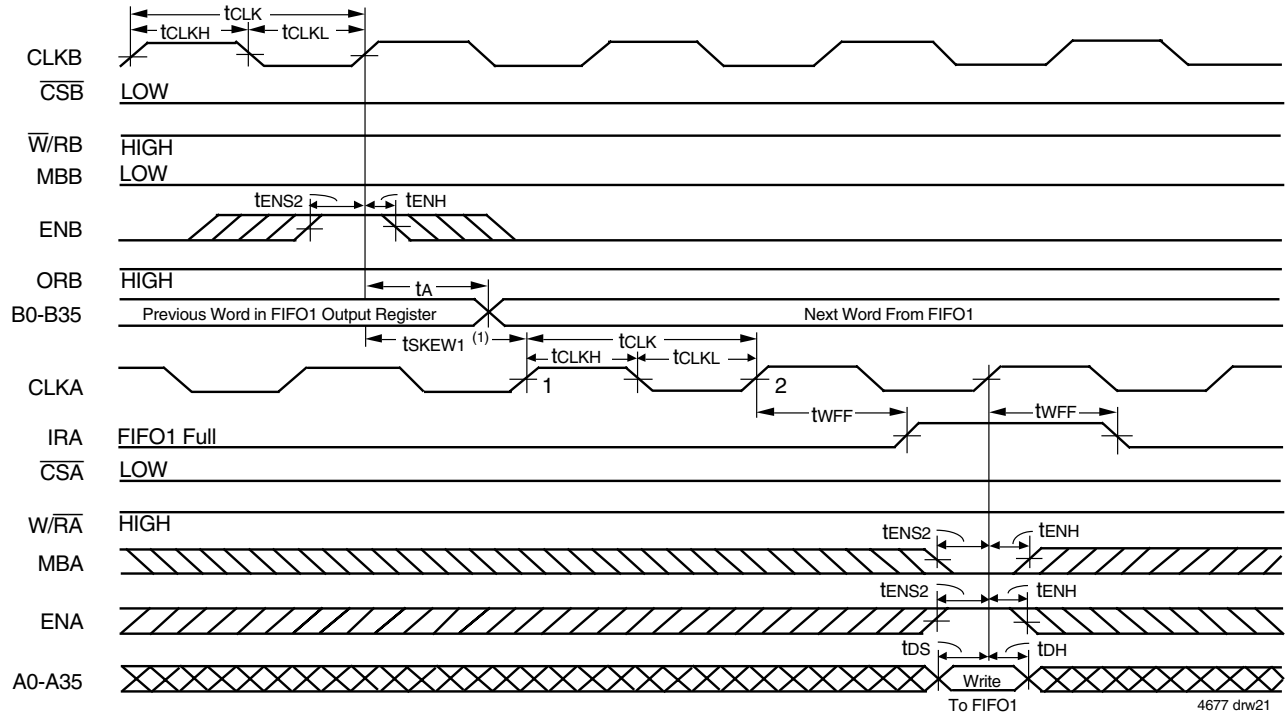 tCLK
tCLKH tCLKL
CLKB
CSB LOW
W/RB HIGH
MBB LOW
tENS2 tENH
ENB
ORB HIGH
tA
B0-B35 Previous Word in FIFO1 Output Register Next Word From FIFO1
tSKEW1 (1) tCLK
tCLKH tCLKL
CLKA 1 2
tWFF tWFF
IRA FIFO1 Full
CSA LOW
W/RA HIGH
tENS2 tENH
MBA
tENS2 tENH
ENA
tDS tDH
A0-A35 Write
To FIFO1 4677 drw21